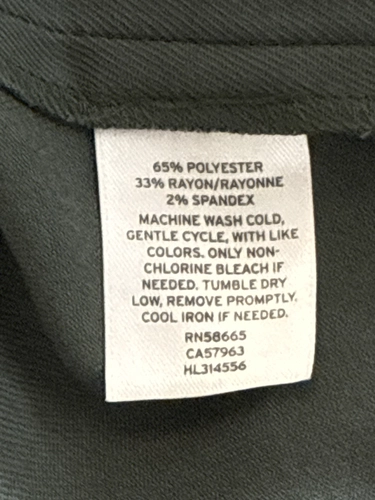 65% POLYESTER
33% RAYON/RAYONNE
2% SPANDEX
MACHINE WASH COLD,
GENTLE CYCLE, WITH LIKE
COLORS. ONLY NON-
CHLORINE BLEACH IF
NEEDED. TUMBLE DRY
LOW, REMOVE PROMPTLY.
COOL IRON IF NEEDED.
RN58665
CA57963
HL314556